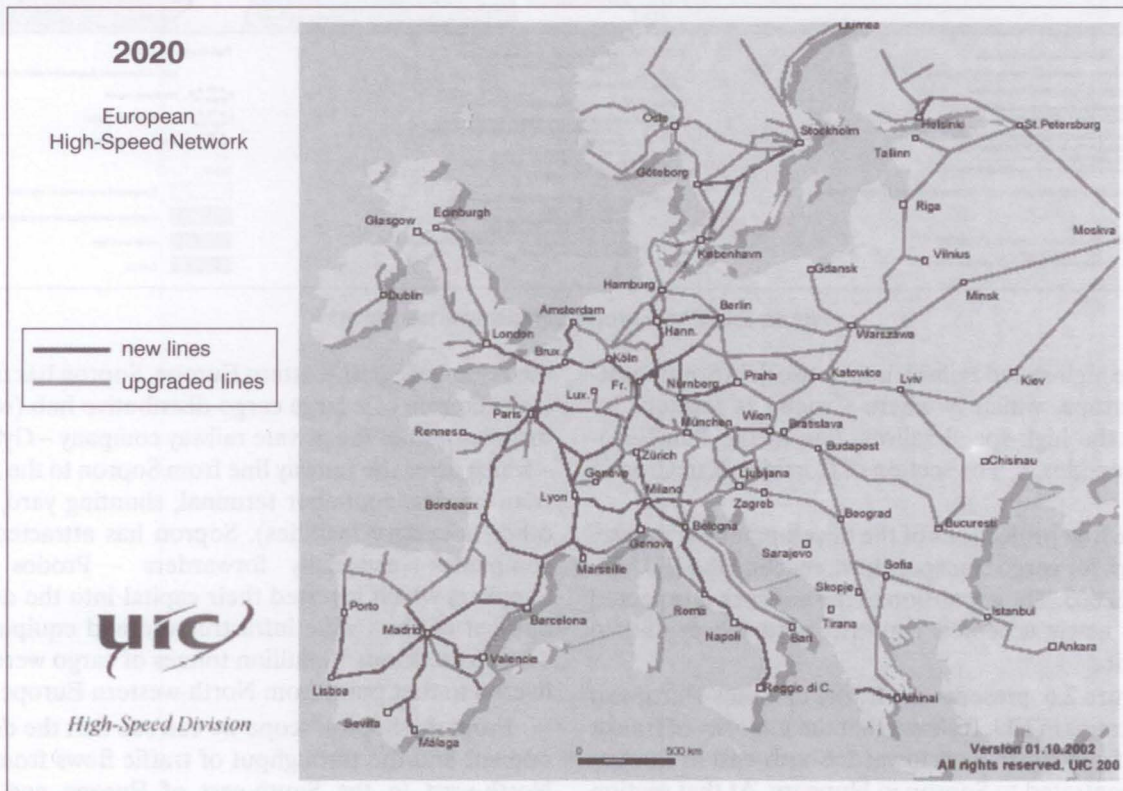 2020
European
High-Speed Network
new lines
upgraded lines
uic
High-Speed Division
Umea
Oslo
Stockholm
Helsinki
St.Petersburg
Tallinn
Göteborg
Riga
Glasgow
Edinburgh
Moskva
København
Gdansk
Vilnius
Dublin
Hamburg
Minsk
Amsterdam
Berlin
London
Hann.
Warszawa
Brux
Köln
Fr.
Nürnberg
Praha
Katowice
Lviv
Kiev
Lux.
Paris
Rennes
München
Wien
Bratislava
Budapest
Zürich
Chisinau
Genève
Ljubjana
Lyon
Milano
Zagreb
Bordeaux
Beograd
Bucuresti
Bologna
Genova
Sarajevo
Marseille
Sofia
Skopje
Porto
Roma
Istanbul
Madrid
Barcelona
Tirana
Napoli
Bari
Ankara
Valencia
Lisboa
Reggio di C.
Athinai
Sevilla
Málaga
0
500 km
Version 01.10.2002
All rights reserved. UIC 200